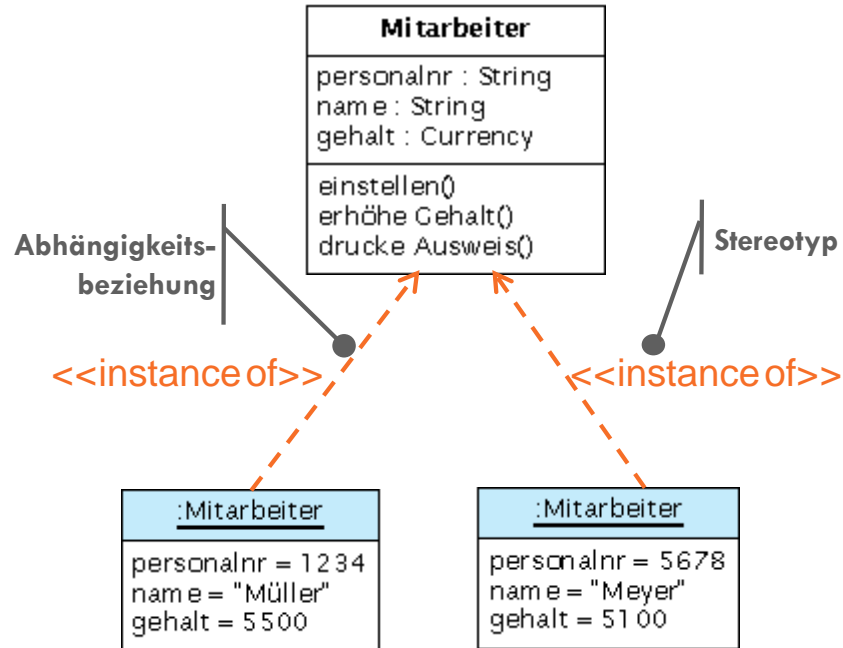 Mitarbeiter
personalnr : String
name : String
gehalt : Currency
einstellen()
erhöhe Gehalt()
drucke Ausweis()
Abhängigkeits-
beziehung
Stereotyp
<<instance of>>
<<instance of>>
:Mitarbeiter
personalnr = 1234
name = "Müller"
gehalt = 5500
:Mitarbeiter
personalnr = 5678
name = "Meyer"
gehalt = 5100